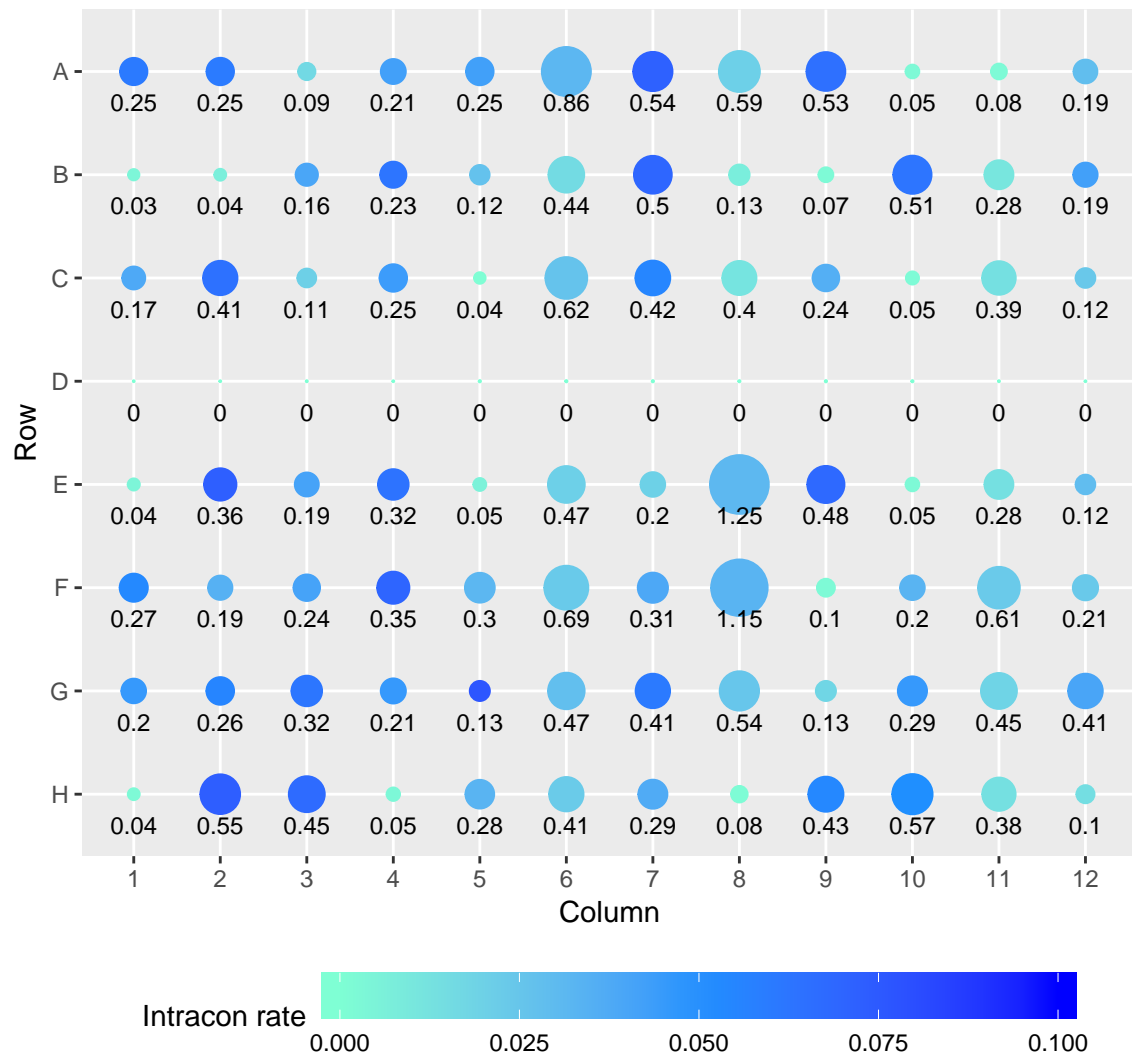 A
0.25 0.25 0.09 0.21 0.25 0.86 0.54 0.59 0.53 0.05 0.08 0.19
B
0.03 0.04 0.16 0.23 0.12 0.44 0.5 0.13 0.07 0.51 0.28 0.19
C
0.17 0.41 0.11 0.25 0.04 0.62 0.42 0.4 0.24 0.05 0.39 0.12
D
0 0 0 0 0 0 0 0 0 0 0 0
Row
E
0.04 0.36 0.19 0.32 0.05 0.47 0.2 1.25 0.48 0.05 0.28 0.12
F
0.27 0.19 0.24 0.35 0.3 0.69 0.31 1.15 0.1 0.2 0.61 0.21
G
0.2 0.26 0.32 0.21 0.13 0.47 0.41 0.54 0.13 0.29 0.45 0.41
H
0.04 0.55 0.45 0.05 0.28 0.41 0.29 0.08 0.43 0.57 0.38 0.1
1 2 3 4 5 6 7 8 9 10 11 12
Column
Intracon rate
0.000 0.025 0.050 0.075 0.100